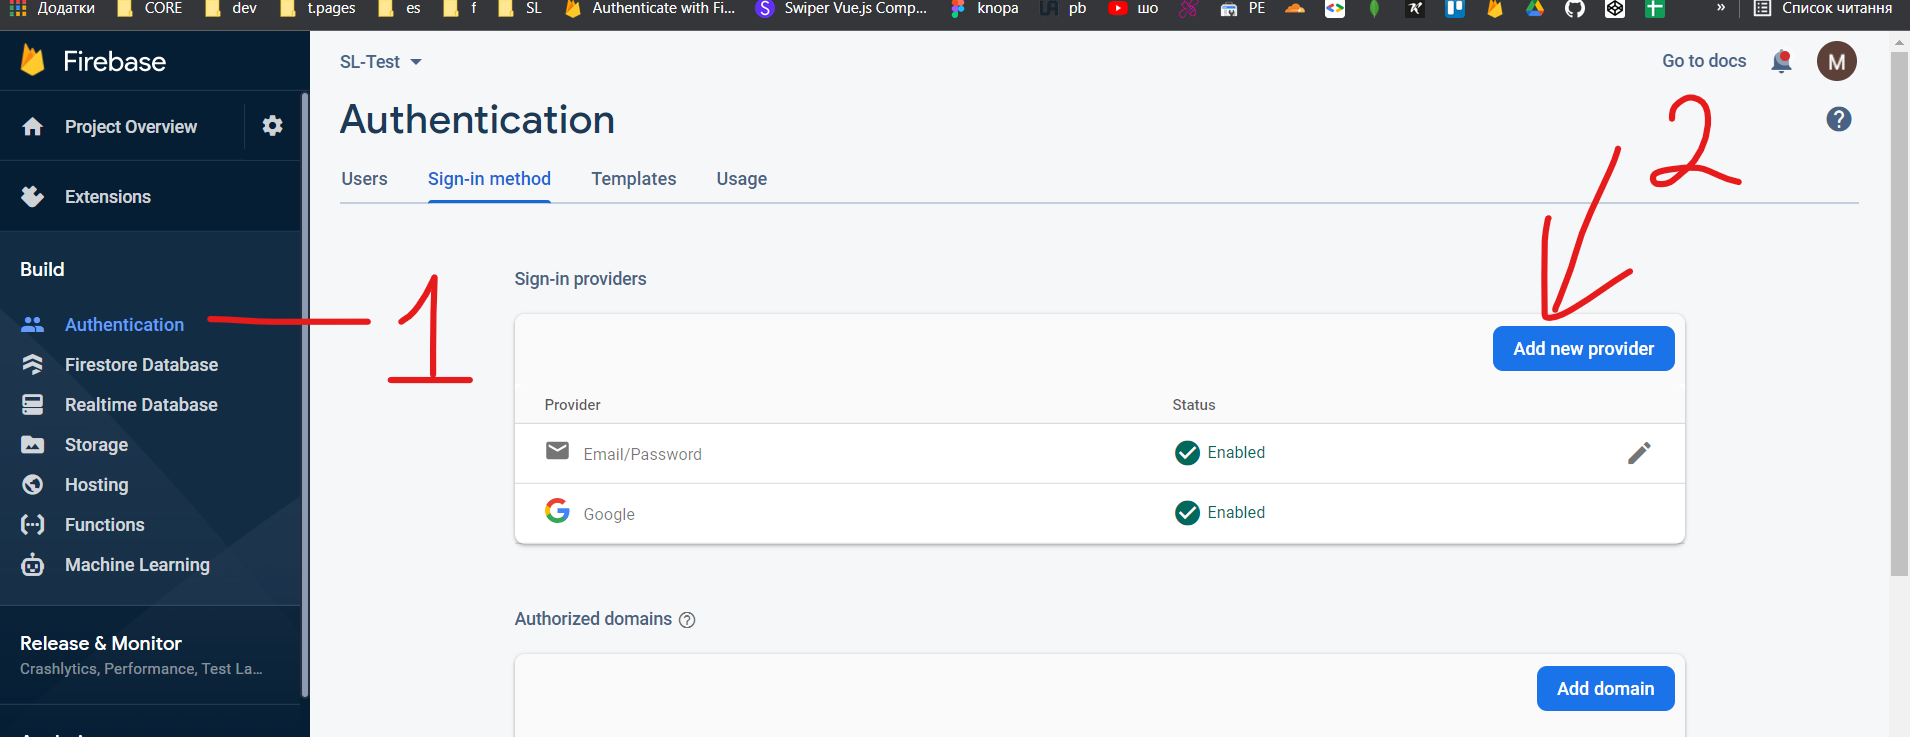 Додатки CORE dev t.pages es f SL Authenticate with Fi... S Swiper Vue.js Comp... knopa pb шо PE » Список читання
Firebase
SL-Test
Go to docs
M
Project Overview
Authentication
?
2
Users Sign-in method Templates Usage
Extensions
Build
Sign-in providers
1
Authentication
Firestore Database
Realtime Database
Storage
Hosting
Functions
Machine Learning
Add new provider
Provider Status
Email/Password Enabled
Google Enabled
Release & Monitor
Crashlytics, Performance, Test La...
Authorized domains ?
Add domain